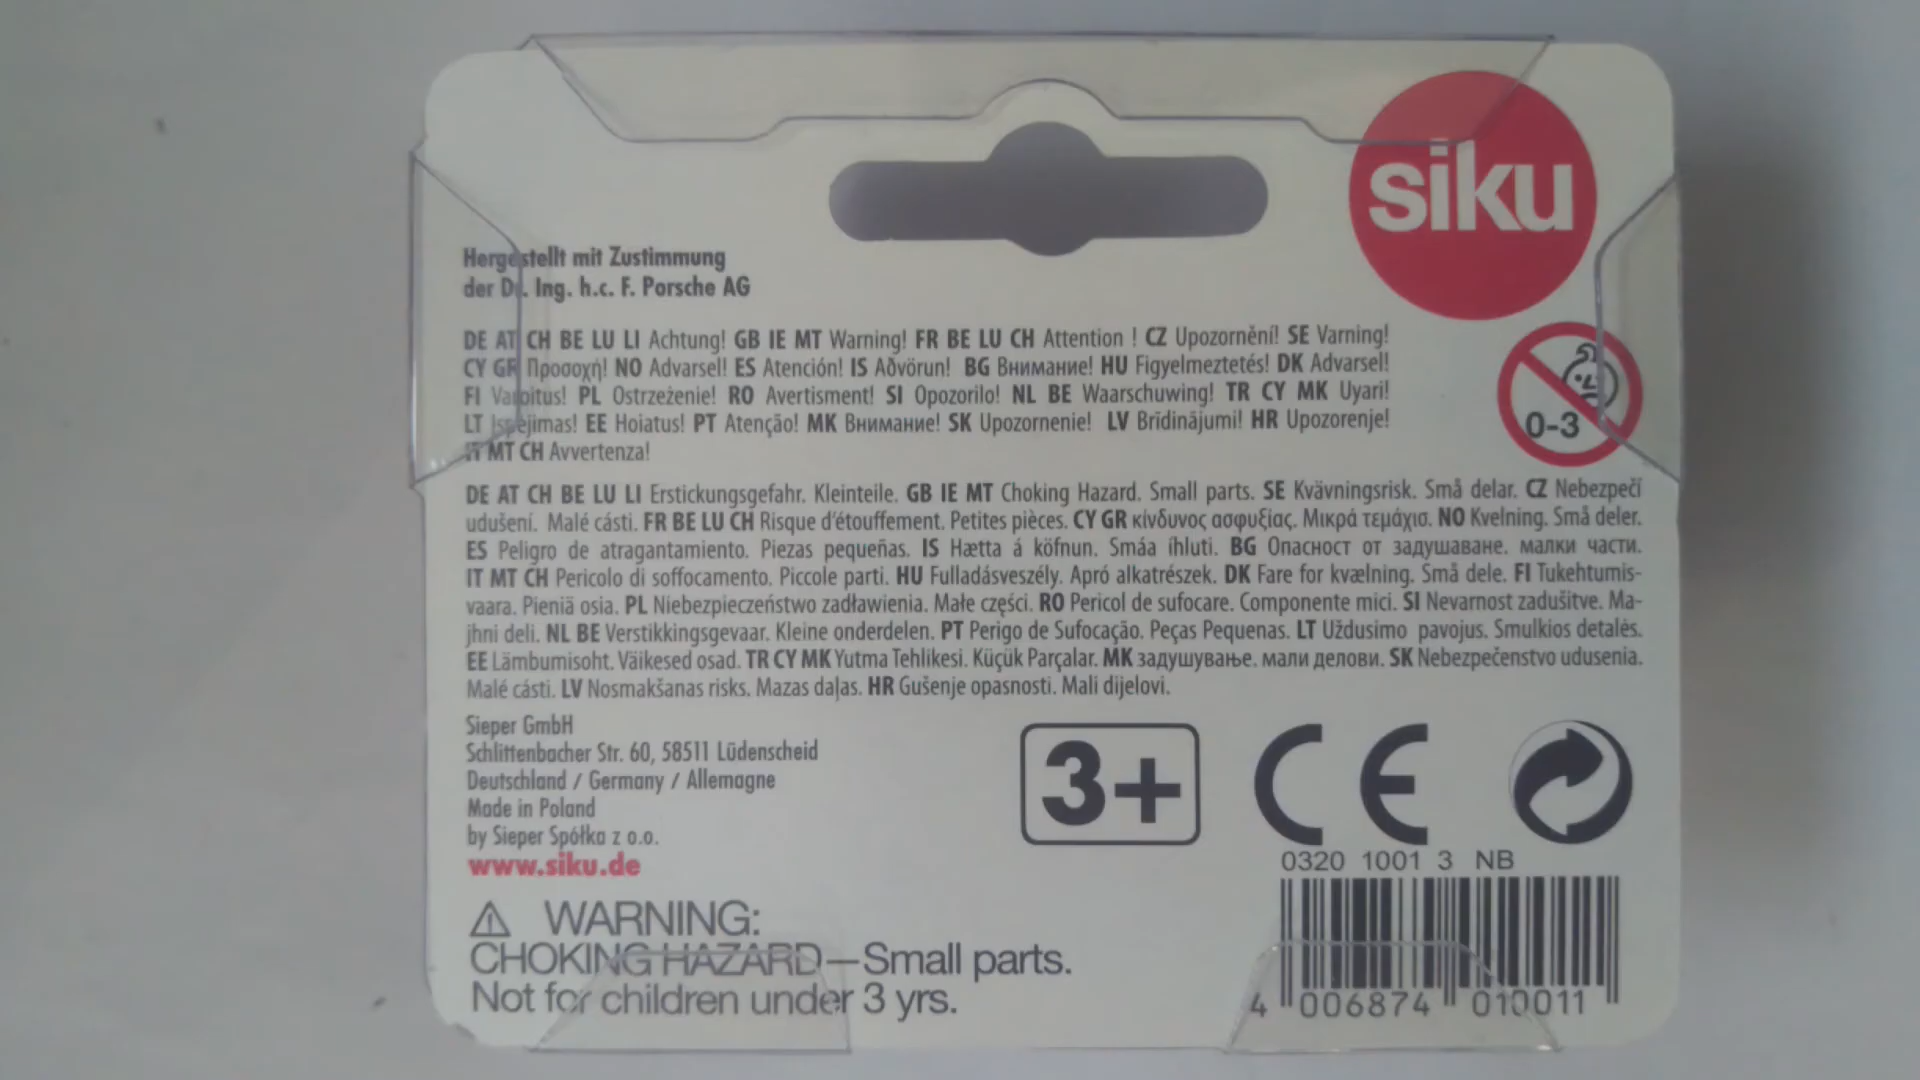 siku
Hergestellt mit Zustimmung
der Dr. Ing. h.c. F. Porsche AG
DE AT CH BE LU LI Achtung! GB IE MT Warning! FR BE LU CH Attention ! CZ Upozornění! SE Varning!
CY GR Προσοχή! NO Advarsel! ES Atención! IS Aðvörun! BG Внимание! HU Figyelmeztetés! DK Advarsel!
FI Varoitus! PL Ostrzeżenie! RO Avertisment! SI Opozorilo! NL BE Waarschuwing! TR CY MK Uyari!
LT Ispėjimas! EE Hoiatus! PT Atenção! MK Внимание! SK Upozornenie! LV Brīdinājumi! HR Upozorenje!
IT MT CH Avvertenza!
0-3
DE AT CH BE LU LI Erstickungsgefahr. Kleinteile. GB IE MT Choking Hazard. Small parts. SE Kvävningsrisk. Små delar. CZ Nebezpečí
udušení. Malé cásti. FR BE LU CH Risque d'étouffement. Petites pièces. CY GR κίνδυνος ασφυξίας. Μικρά τεμάχια. NO Kvelning. Små deler.
ES Peligro de atragantamiento. Piezas pequeñas. IS Hætta á köfnun. Smáa íhluti. BG Опасност от задушаване. малки части.
IT MT CH Pericolo di soffocamento. Piccole parti. HU Fulladásveszély. Apró alkatrészek. DK Fare for kvælning. Små dele. FI Tukehtumis-
vaara. Pieniä osia. PL Niebezpieczeństwo zadławienia. Małe części. RO Pericol de sufocare. Componente mici. SI Nevarnost zadušitve. Ma-
jhni deli. NL BE Verstikkingsgevaar. Kleine onderdelen. PT Perigo de Sufocação. Peças Pequenas. LT Uždusimo pavojus. Smulkios detalės.
EE Lämbumisoht. Väikesed osad. TR CY MK Yutma Tehlikesi. Küçük Parçalar. MK задушување. мали делови. SK Nebezpečenstvo udusenia.
Malé cásti. LV Nosmakšanas risks. Mazas daļas. HR Gušenje opasnosti. Mali dijelovi.
Sieper GmbH
Schlittenbacher Str. 60, 58511 Lüdenscheid
Deutschland / Germany / Allemagne
Made in Poland
by Sieper Spółka z o.o.
www.siku.de
3+
CE
0320 1001 3 NB
WARNING:
CHOKING HAZARD—Small parts.
Not for children under 3 yrs.
4 006874 010011